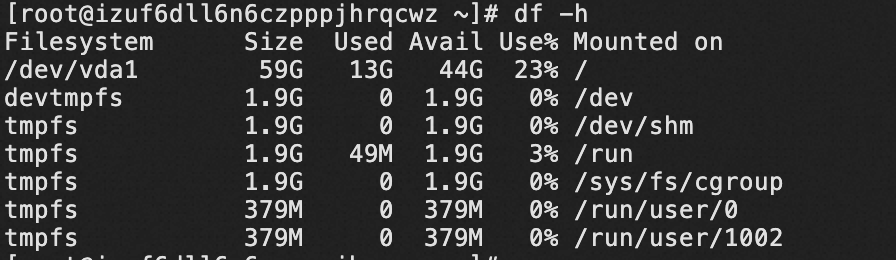 [root@izuf6dll6n6czpppjhrqcwz ~]# df -h
Filesystem      Size  Used Avail Use% Mounted on
/dev/vda1        59G   13G   44G  23% /
devtmpfs        1.9G     0  1.9G   0% /dev
tmpfs           1.9G     0  1.9G   0% /dev/shm
tmpfs           1.9G   49M  1.9G   3% /run
tmpfs           1.9G     0  1.9G   0% /sys/fs/cgroup
tmpfs           379M     0  379M   0% /run/user/0
tmpfs           379M     0  379M   0% /run/user/1002